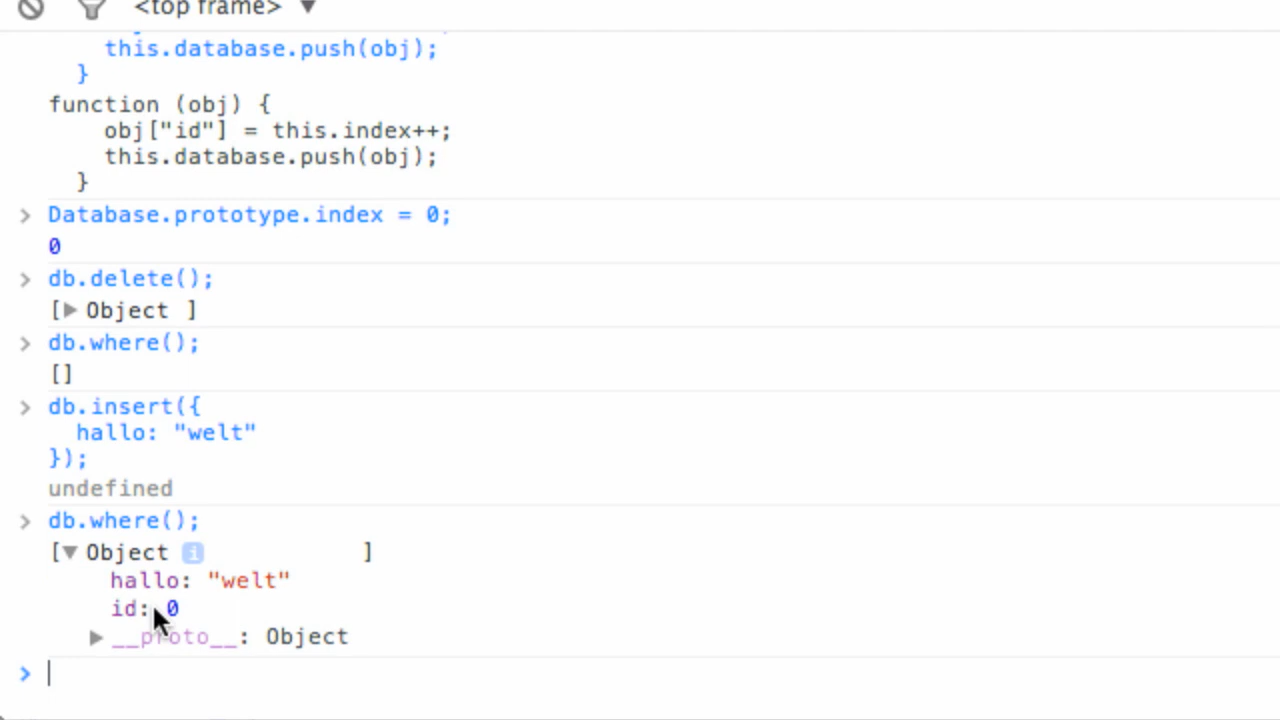 <top frame> ▼
this.database.push(obj);
}
function (obj) {
obj["id"] = this.index++;
this.database.push(obj);
}
> Database.prototype.index = 0;
0
> db.delete();
[▶ Object ]
> db.where();
[]
> db.insert({
hallo: "welt"
});
undefined
> db.where();
[▼ Object i ]
hallo: "welt"
id: 0
▶ __proto__: Object
>